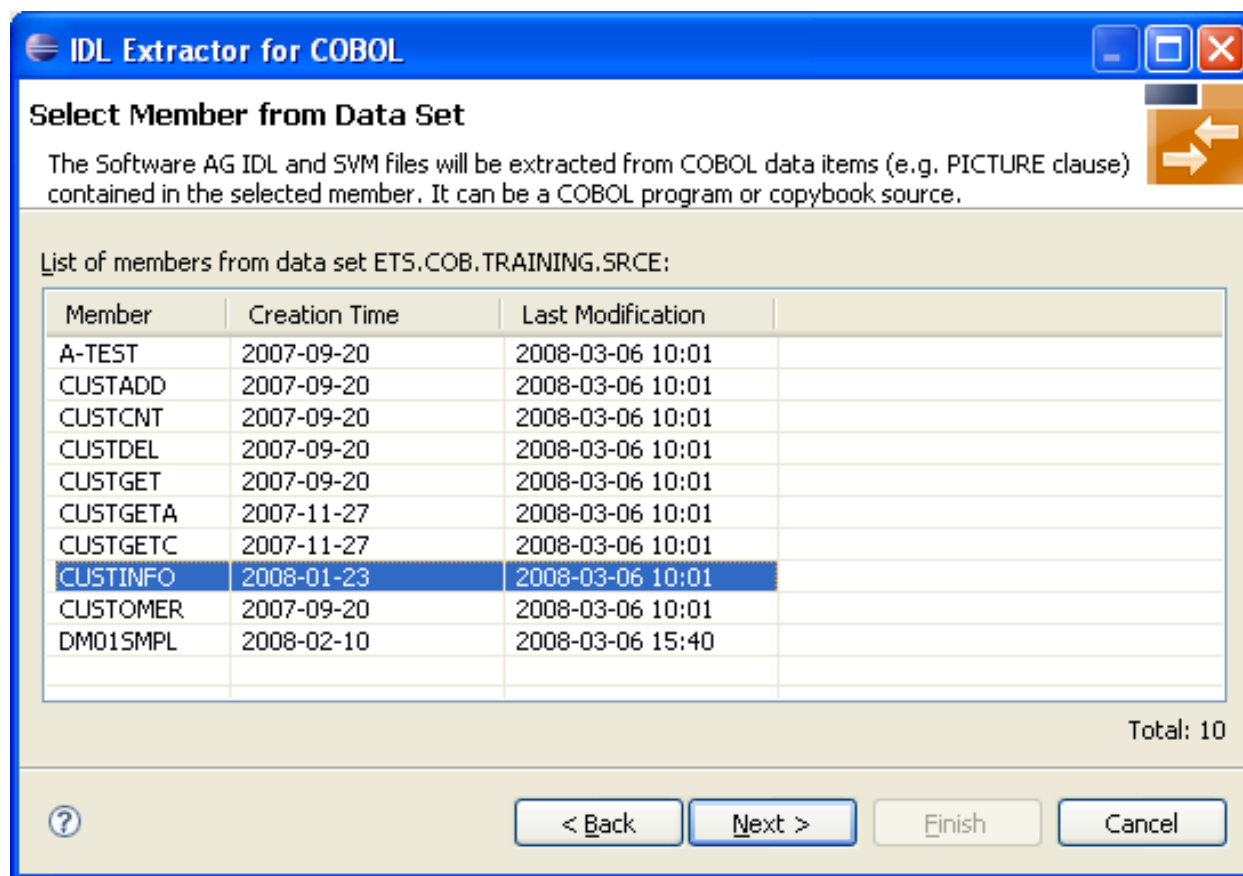 IDL Extractor for COBOL
Select Member from Data Set
The Software AG IDL and SVM files will be extracted from COBOL data items (e.g. PICTURE clause)
contained in the selected member. It can be a COBOL program or copybook source.
List of members from data set ETS.COB.TRAINING.SRCE:
Member Creation Time Last Modification
A-TEST 2007-09-20 2008-03-06 10:01
CUSTADD 2007-09-20 2008-03-06 10:01
CUSTCNT 2007-09-20 2008-03-06 10:01
CUSTDEL 2007-09-20 2008-03-06 10:01
CUSTGET 2007-09-20 2008-03-06 10:01
CUSTGETA 2007-11-27 2008-03-06 10:01
CUSTGETC 2007-11-27 2008-03-06 10:01
CUSTINFO 2008-01-23 2008-03-06 10:01
CUSTOMER 2007-09-20 2008-03-06 10:01
DM01SMPL 2008-02-10 2008-03-06 15:40
Total: 10
? < Back Next > Finish Cancel